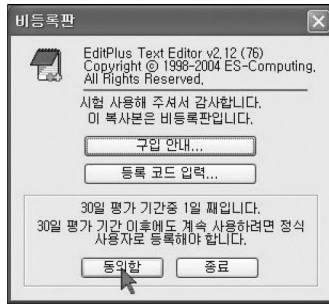 비등록판
EditPlus Text Editor v2,12 (76)
Copyright ⓒ 1998-2004 ES-Computing,
All Rights Reserved,
시험 사용해 주셔서 감사합니다,
이 복사본은 비등록판입니다,
구입 안내...
등록 코드 입력...
30일 평가 기간중 1일 째입니다,
30일 평가 기간 이후에도 계속 사용하려면 정식
사용자로 등록해야 합니다,
동의함
종료